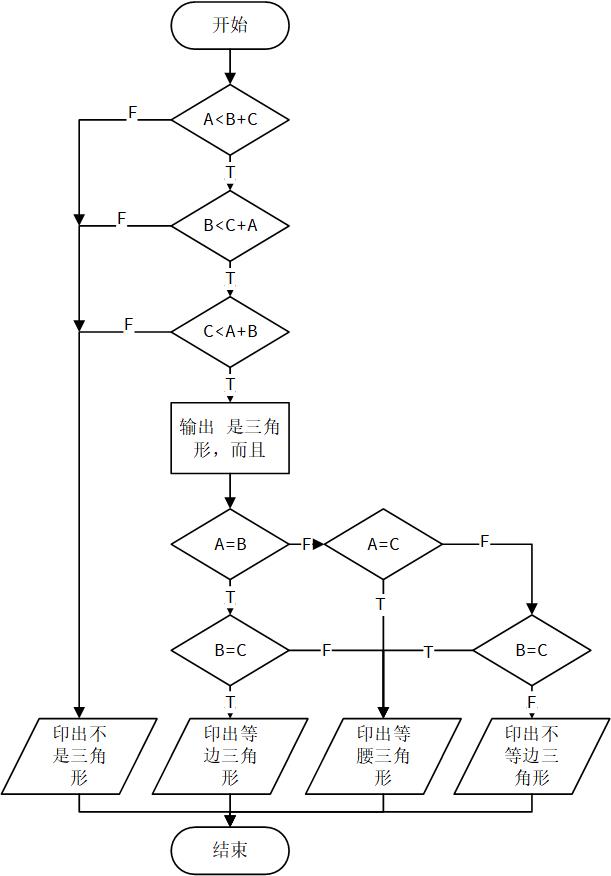 开始
F
A<B+C
T
F
B<C+A
T
F
C<A+B
T
输出 是三角
形，而且
A=B
F
A=C
F
T
T
B=C
F
T
B=C
T
F
印出不
是三角
形
印出等
边三角
形
印出等
腰三角
形
印出不
等边三
角形
结束